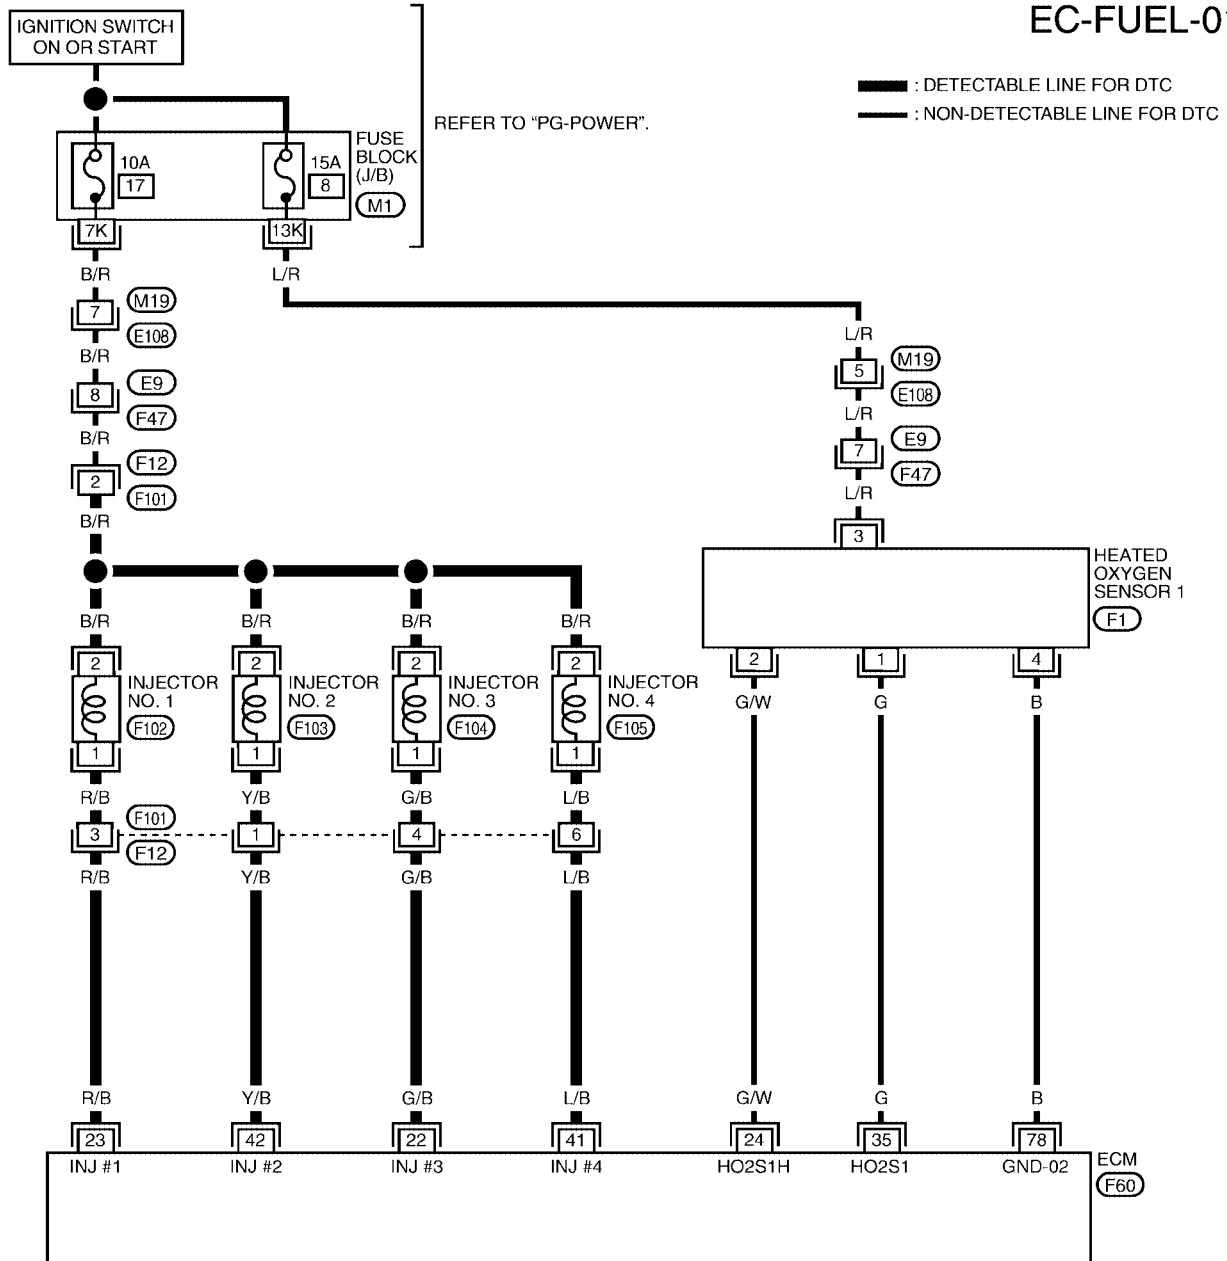 EC-FUEL-01
IGNITION SWITCH
ON OR START
: DETECTABLE LINE FOR DTC
: NON-DETECTABLE LINE FOR DTC
REFER TO “PG-POWER”.
10A
17
15A
8
FUSE
BLOCK
(J/B)
M1
7K
13K
B/R
L/R
7
M19
E108
B/R
8
E9
F47
B/R
2
F12
F101
B/R
L/R
5
M19
E108
L/R
7
E9
F47
L/R
3
HEATED
OXYGEN
SENSOR 1
F1
B/R
B/R
B/R
B/R
2
2
2
2
INJECTOR
NO. 1
F102
INJECTOR
NO. 2
F103
INJECTOR
NO. 3
F104
INJECTOR
NO. 4
F105
1
1
1
1
2
1
4
G/W
G
B
R/B
Y/B
G/B
L/B
3
F101
F12
1
4
6
R/B
Y/B
G/B
L/B
R/B
Y/B
G/B
L/B
G/W
G
B
23
42
22
41
24
35
78
INJ #1
INJ #2
INJ #3
INJ #4
HO2S1H
HO2S1
GND-02
ECM
F60